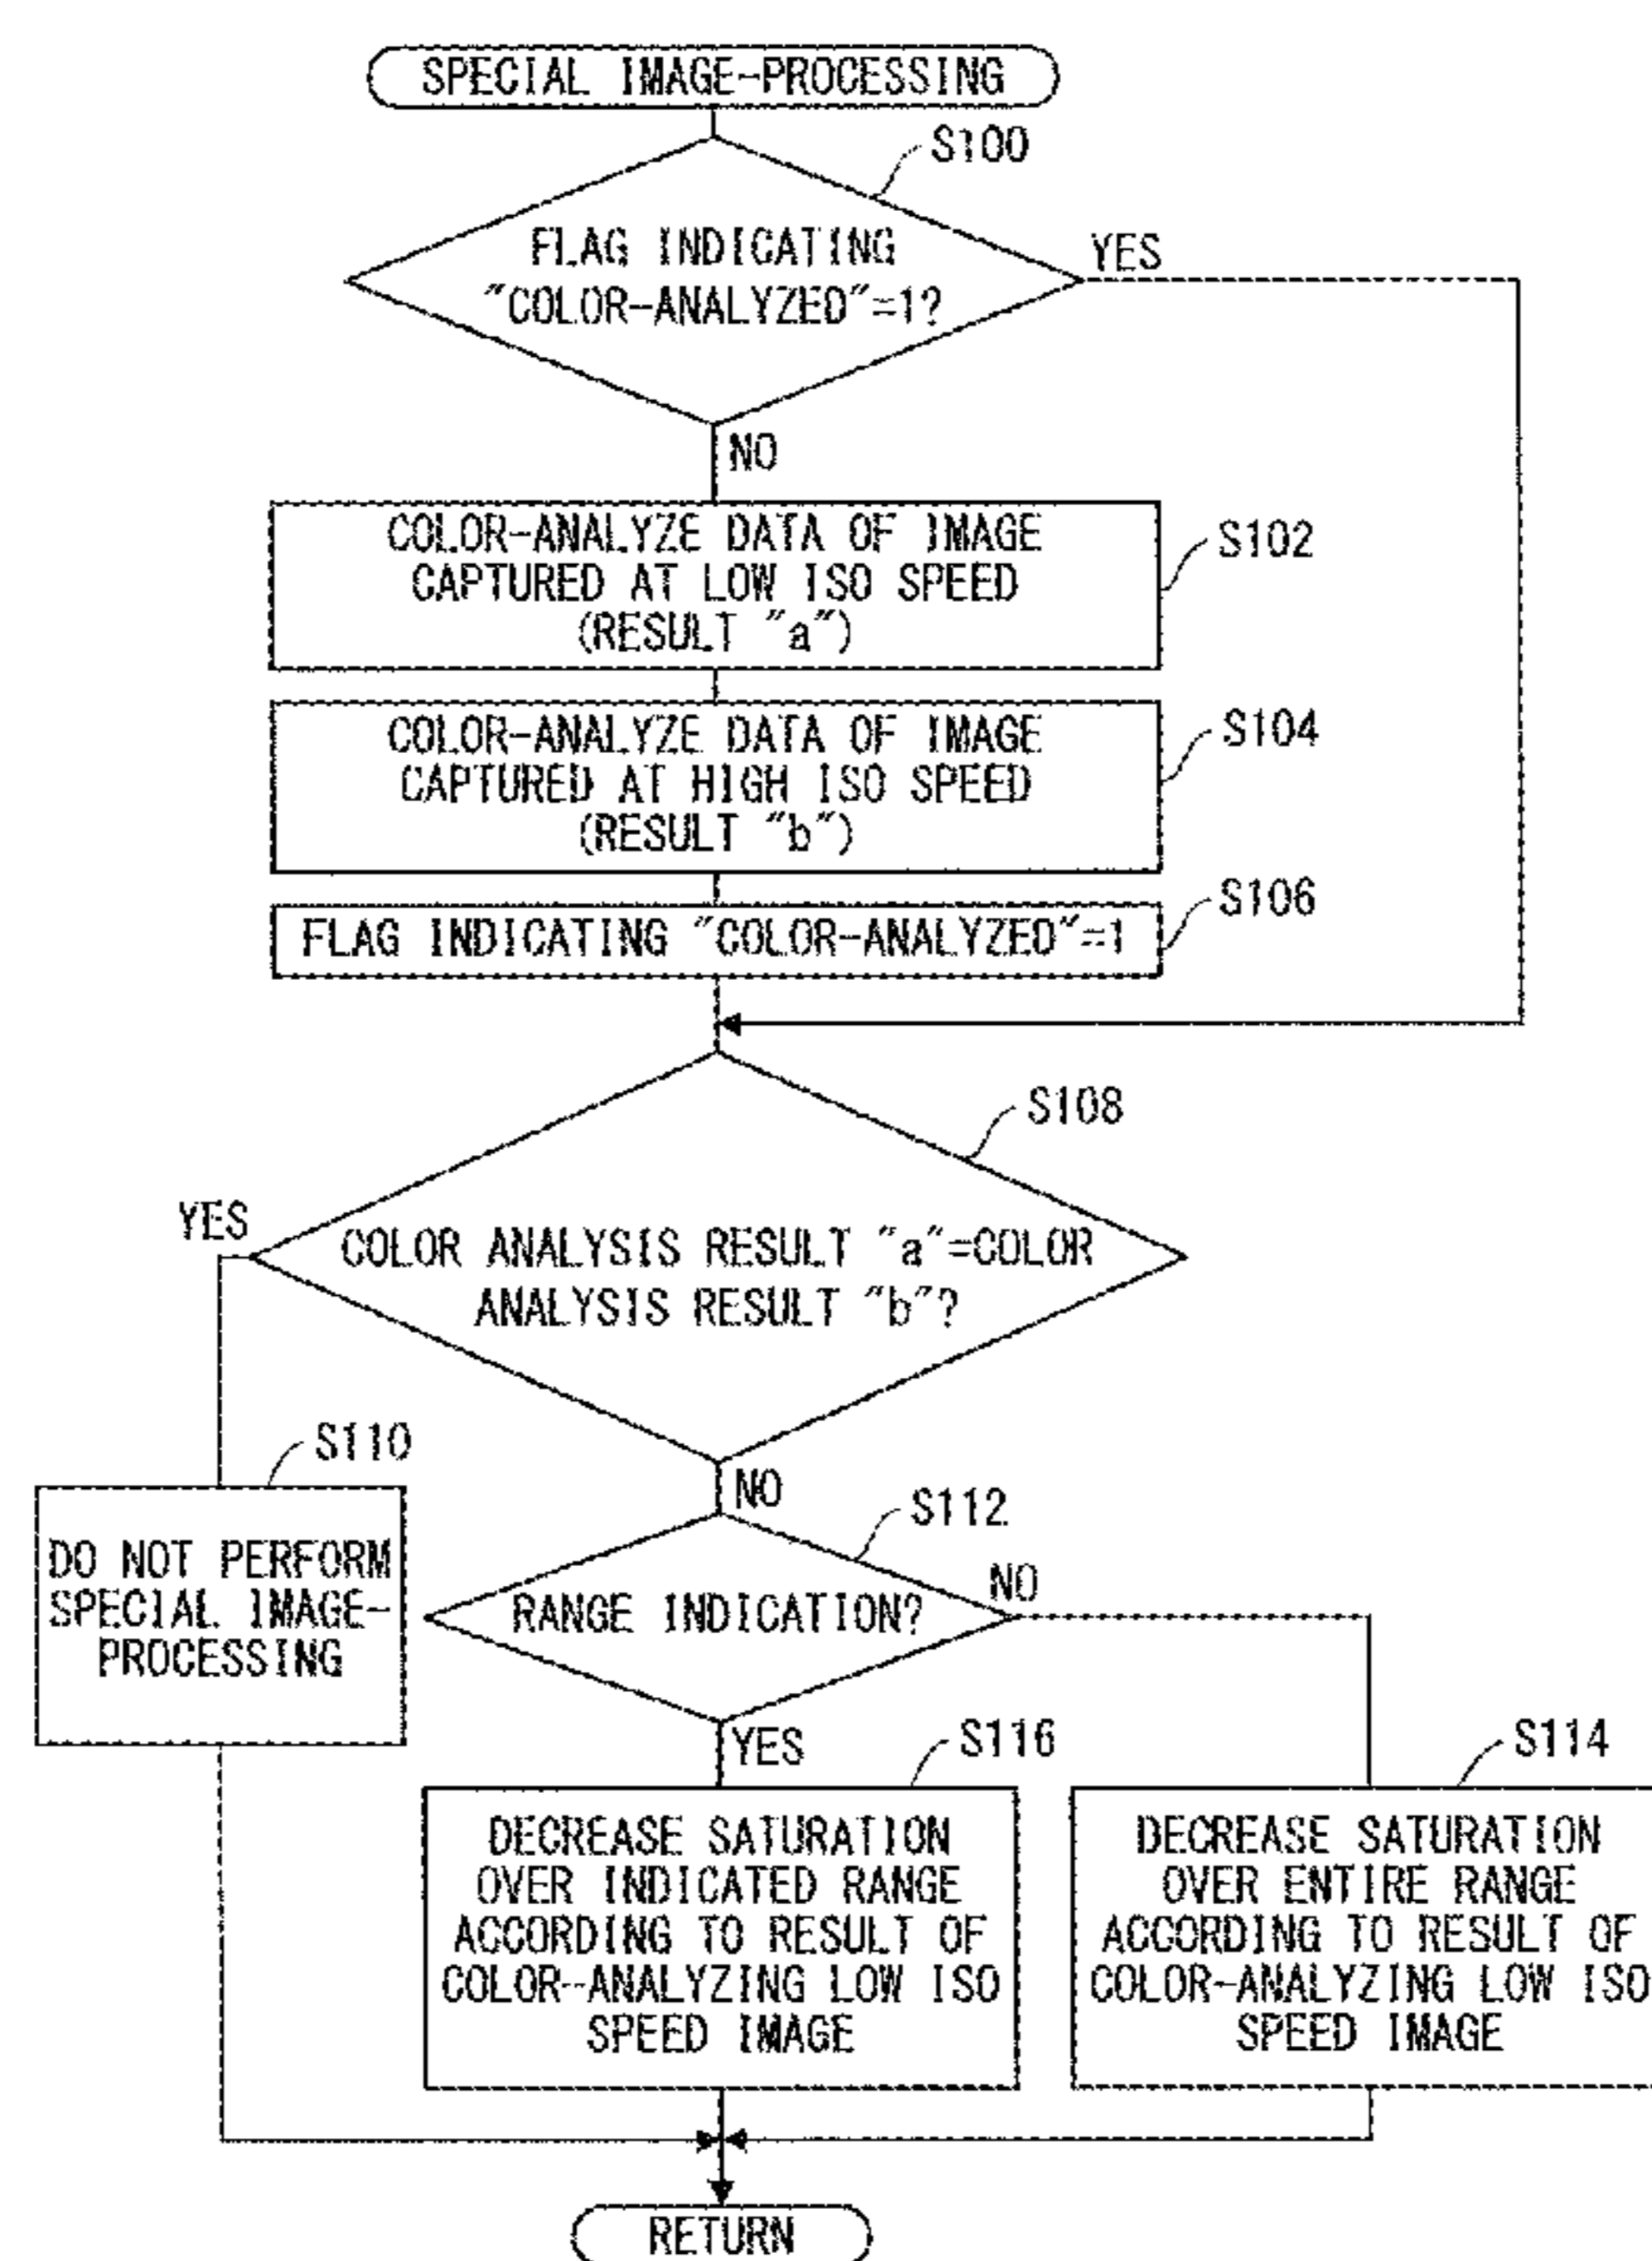 SPECIAL IMAGE-PROCESSING
S100
FLAG INDICATING
"COLOR-ANALYZED"=1?
YES
NO
COLOR-ANALYZE DATA OF IMAGE
CAPTURED AT LOW ISO SPEED
(RESULT "a")
S102
COLOR-ANALYZE DATA OF IMAGE
CAPTURED AT HIGH ISO SPEED
(RESULT "b")
S104
FLAG INDICATING "COLOR-ANALYZED"=1
S106
S108
YES
COLOR ANALYSIS RESULT "a"=COLOR
ANALYSIS RESULT "b"?
NO
S110
DO NOT PERFORM
SPECIAL IMAGE-
PROCESSING
S112
RANGE INDICATION?
NO
YES
S116
DECREASE SATURATION
OVER INDICATED RANGE
ACCORDING TO RESULT OF
COLOR-ANALYZING LOW ISO
SPEED IMAGE
S114
DECREASE SATURATION
OVER ENTIRE RANGE
ACCORDING TO RESULT OF
COLOR-ANALYZING LOW ISO
SPEED IMAGE
RETURN